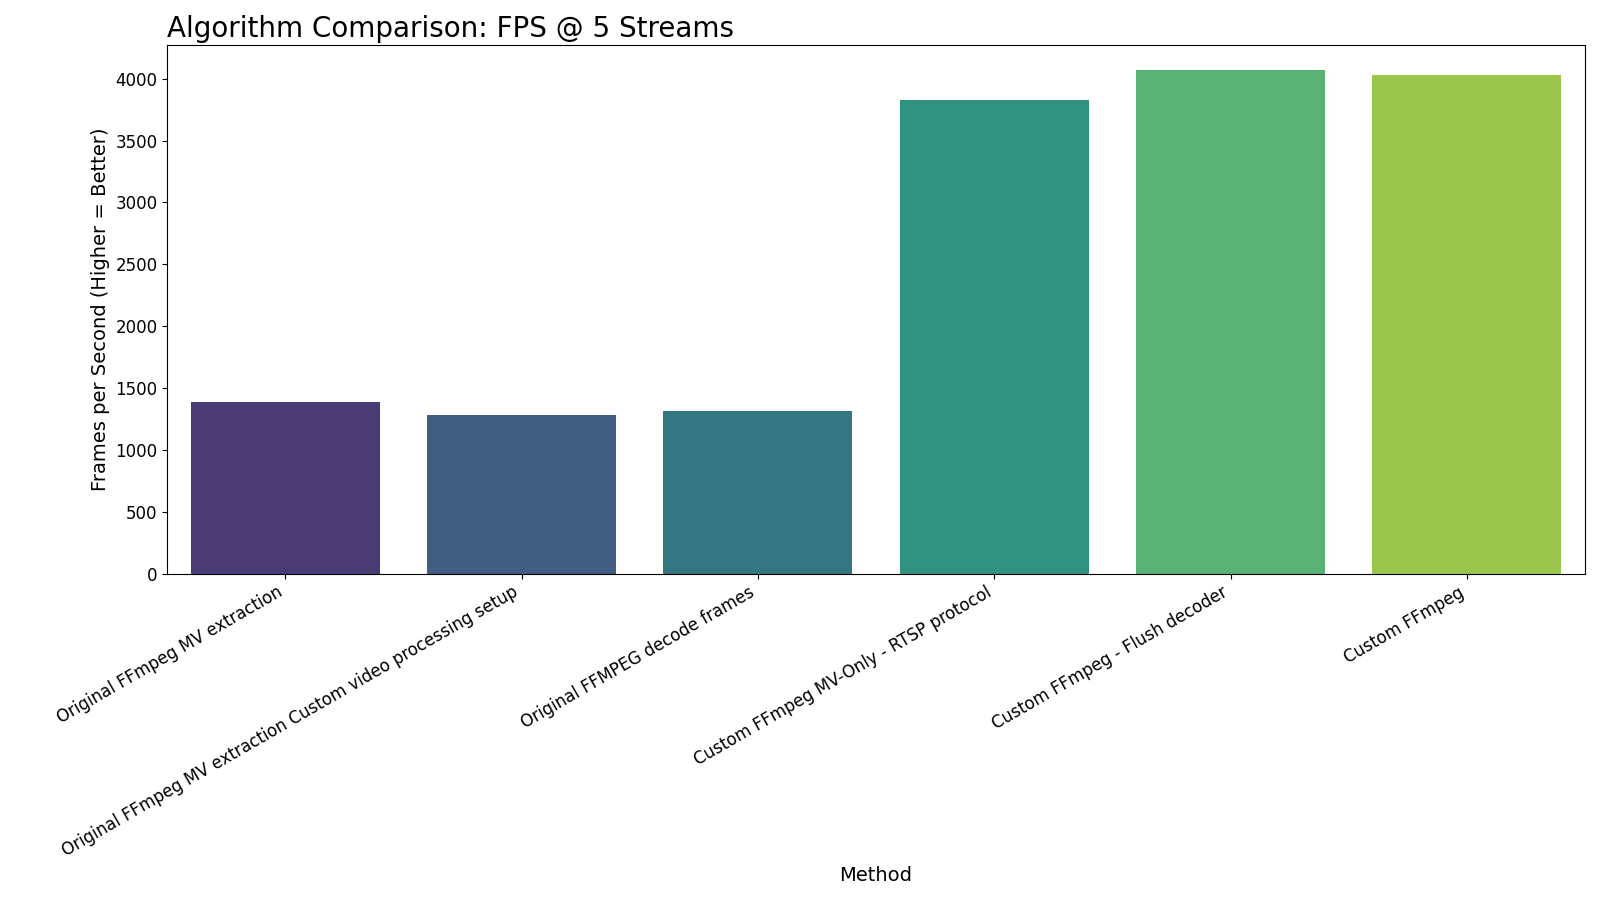 Algorithm Comparison: FPS @ 5 Streams
Frames per Second (Higher = Better)
4000
3500
3000
2500
2000
1500
1000
500
0
Original FFmpeg MV extraction
Original FFmpeg MV extraction Custom video processing setup
Original FFMPEG decode frames
Custom FFmpeg MV-Only - RTSP protocol
Custom FFmpeg - Flush decoder
Custom FFmpeg
Method